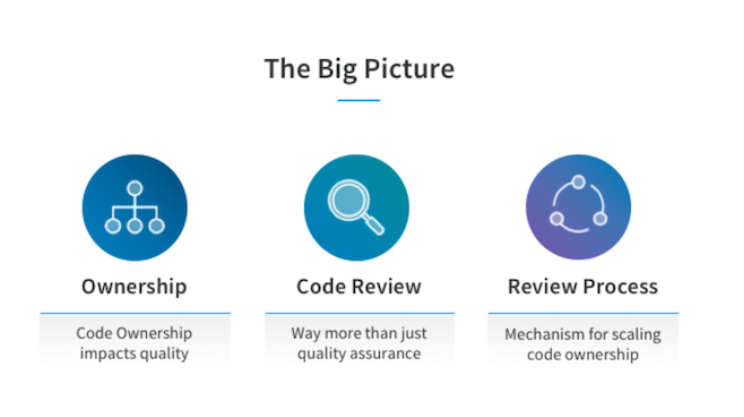 The Big Picture
Ownership
Code Ownership
impacts quality
Code Review
Way more than just
quality assurance
Review Process
Mechanism for scaling
code ownership